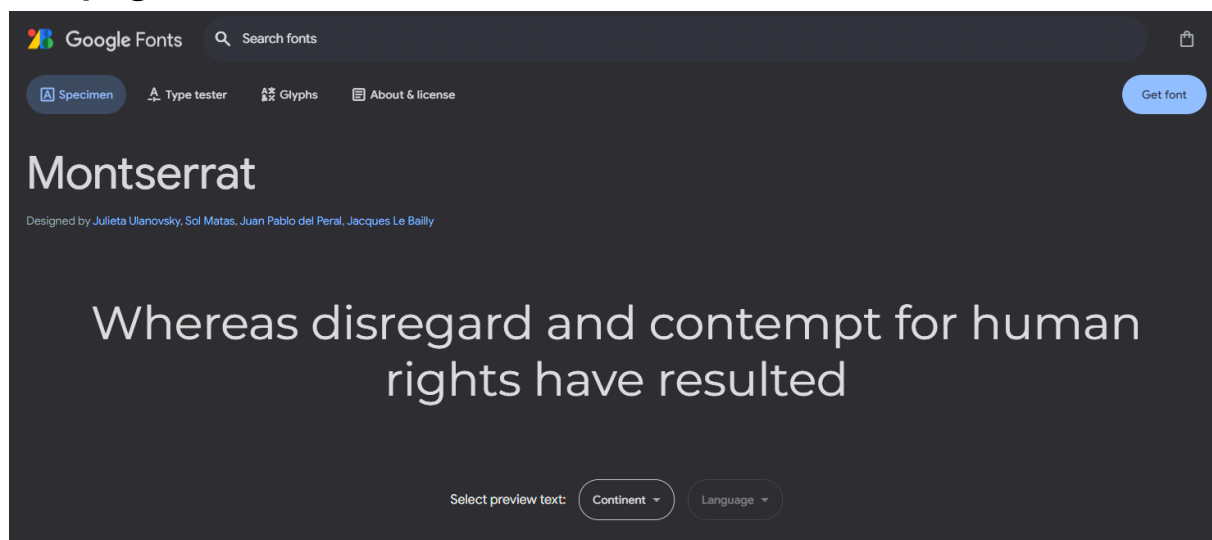 Google Fonts
Search fonts
Specimen
Type tester
Glyphs
About & license
Get font
Montserrat
Designed by Julieta Ulanovsky, Sol Matas, Juan Pablo del Peral, Jacques Le Bailly
Whereas disregard and contempt for human
rights have resulted
Select preview text:
Continent
Language